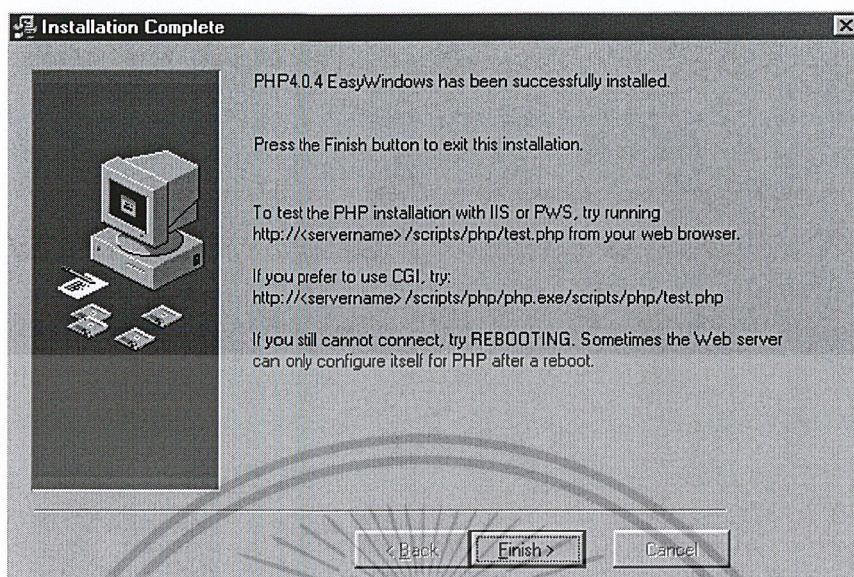 Installation Complete
PHP4.0.4 EasyWindows has been successfully installed.
Press the Finish button to exit this installation.
To test the PHP installation with IIS or PWS, try running
http://<servername>/scripts/php/test.php from your web browser.
If you prefer to use CGI, try:
http://<servername>/scripts/php/php.exe/scripts/php/test.php
If you still cannot connect, try REBOOTING. Sometimes the Web server
can only configure itself for PHP after a reboot.
< Back
Finish >
Cancel